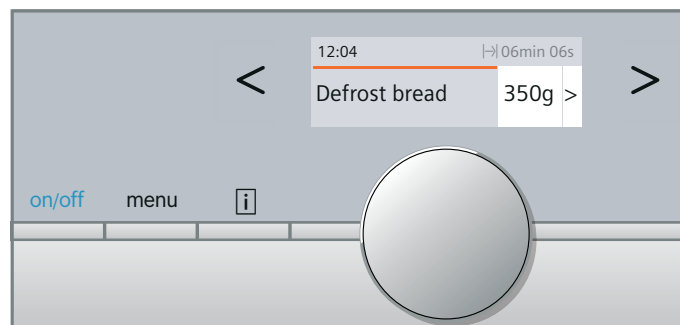 12:04 |→| 06min 06s
< Defrost bread 350g > >
on/off menu i